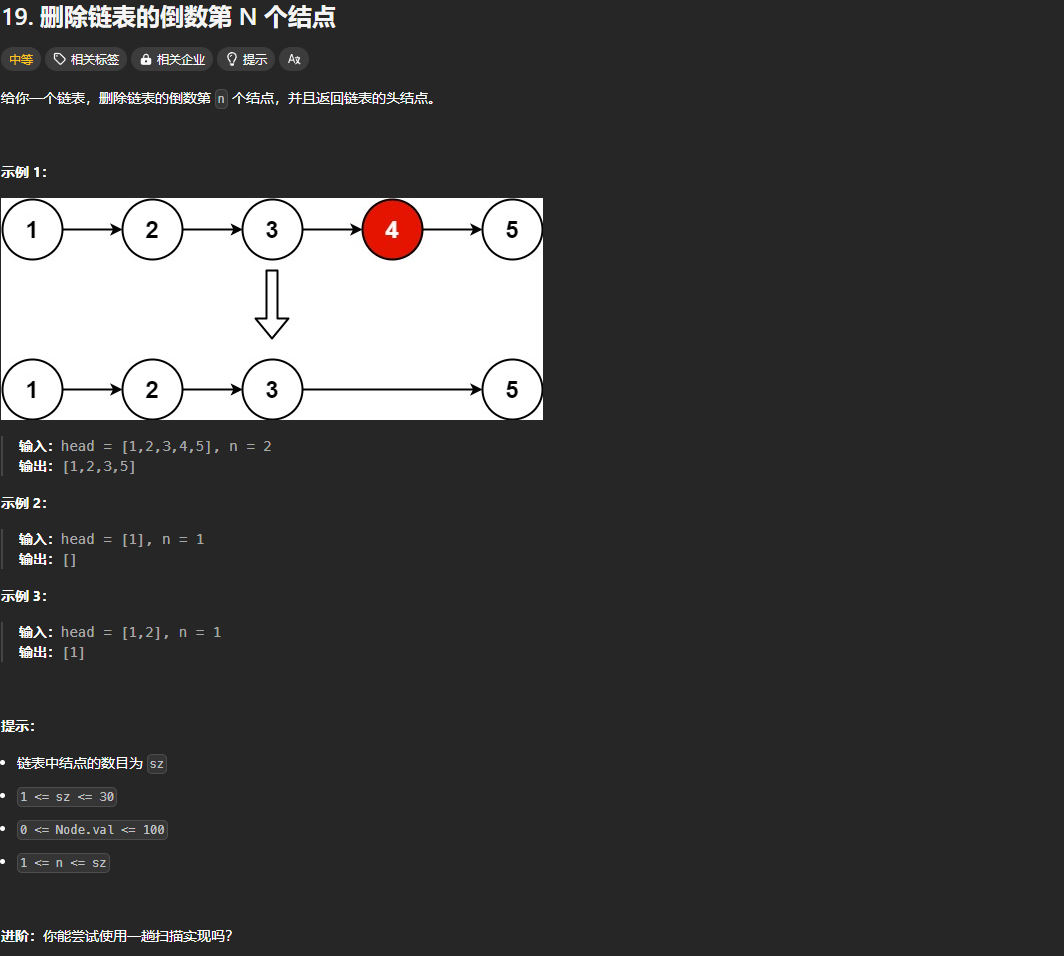 19. 删除链表的倒数第 N 个结点
中等 相关标签 相关企业 提示 Aあ
给你一个链表，删除链表的倒数第 n 个结点，并且返回链表的头结点。
示例 1：
1 2 3 4 5
1 2 3 5
输入：head = [1,2,3,4,5], n = 2
输出：[1,2,3,5]
示例 2：
输入：head = [1], n = 1
输出：[]
示例 3：
输入：head = [1,2], n = 1
输出：[1]
提示：
链表中结点的数目为 sz
1 <= sz <= 30
0 <= Node.val <= 100
1 <= n <= sz
进阶：你能尝试使用一趟扫描实现吗？